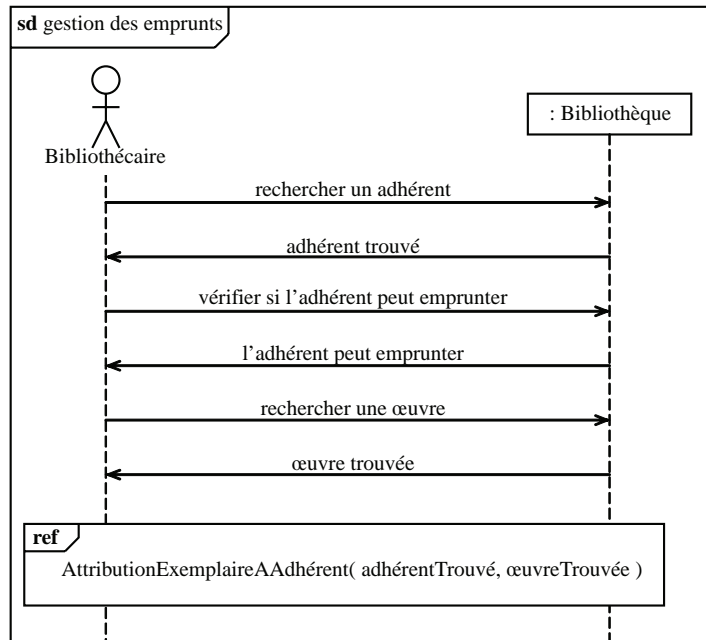 sd gestion des emprunts
Bibliothécaire
: Bibliothèque
rechercher un adhérent
adhérent trouvé
vérifier si l’adhérent peut emprunter
l’adhérent peut emprunter
rechercher une œuvre
œuvre trouvée
ref
AttributionExemplaireAAdhérent( adhérentTrouvé, œuvreTrouvée )